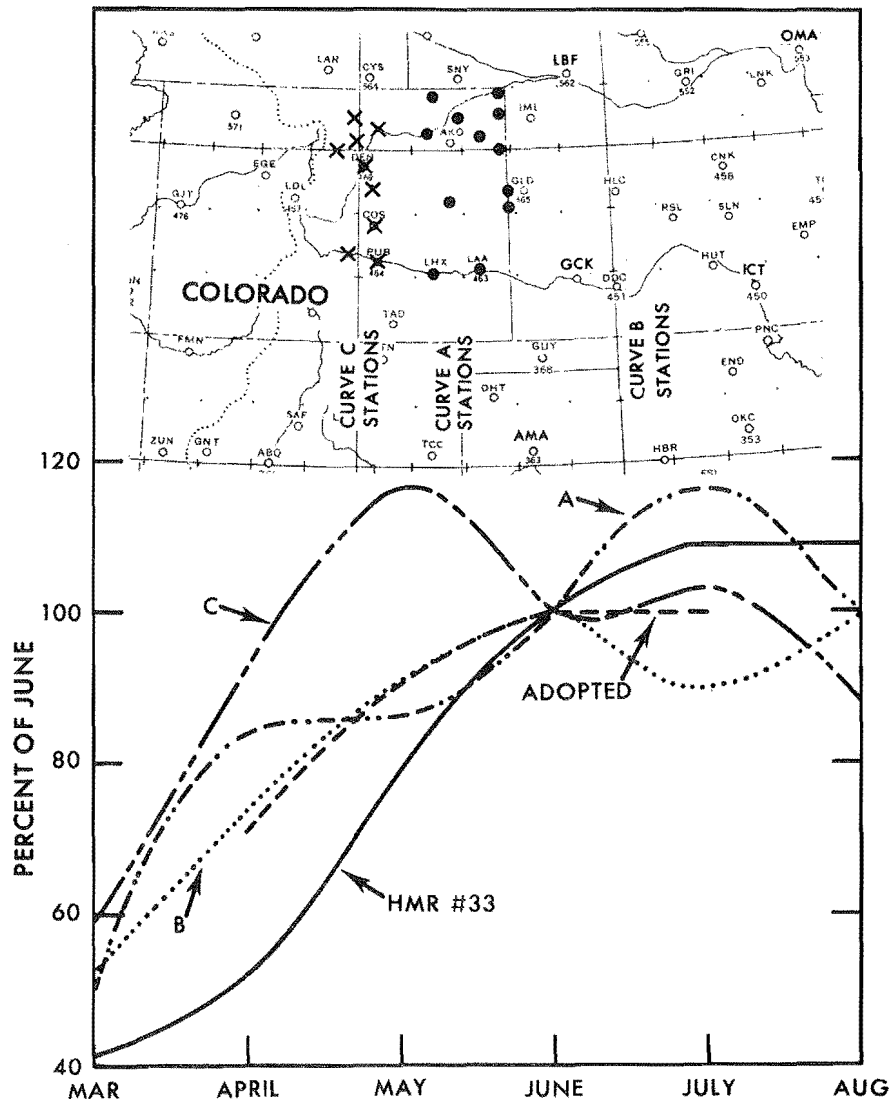 OMA
553
LAR
CYS
564
SNY
LBF
562
GRI
552
LNK
571
IML
AKO
DEN
EGE
CNK
458
GJT
476
LDL
GLD
465
HLC
RSL
SLN
EMP
COS
PUB
464
LHX
LAA
463
GCK
DDC
451
HUT
ICT
450
COLORADO
TAD
FMN
PNC
GUY
368
END
DHT
CURVE C
STATIONS
CURVE A
STATIONS
CURVE B
STATIONS
SAF
OKC
353
ZUN
GNT
ABQ
TCC
AMA
363
HBR
120
100
80
60
40
PERCENT OF JUNE
A
C
ADOPTED
B
HMR #33
MAR
APRIL
MAY
JUNE
JULY
AUG